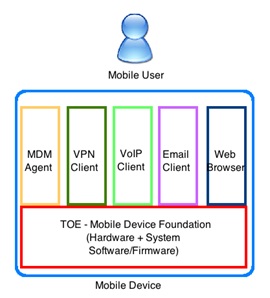 Mobile User
MDM
Agent
VPN
Client
VoIP
Client
Email
Client
Web
Browser
TOE - Mobile Device Foundation
(Hardware + System
Software/Firmware)
Mobile Device